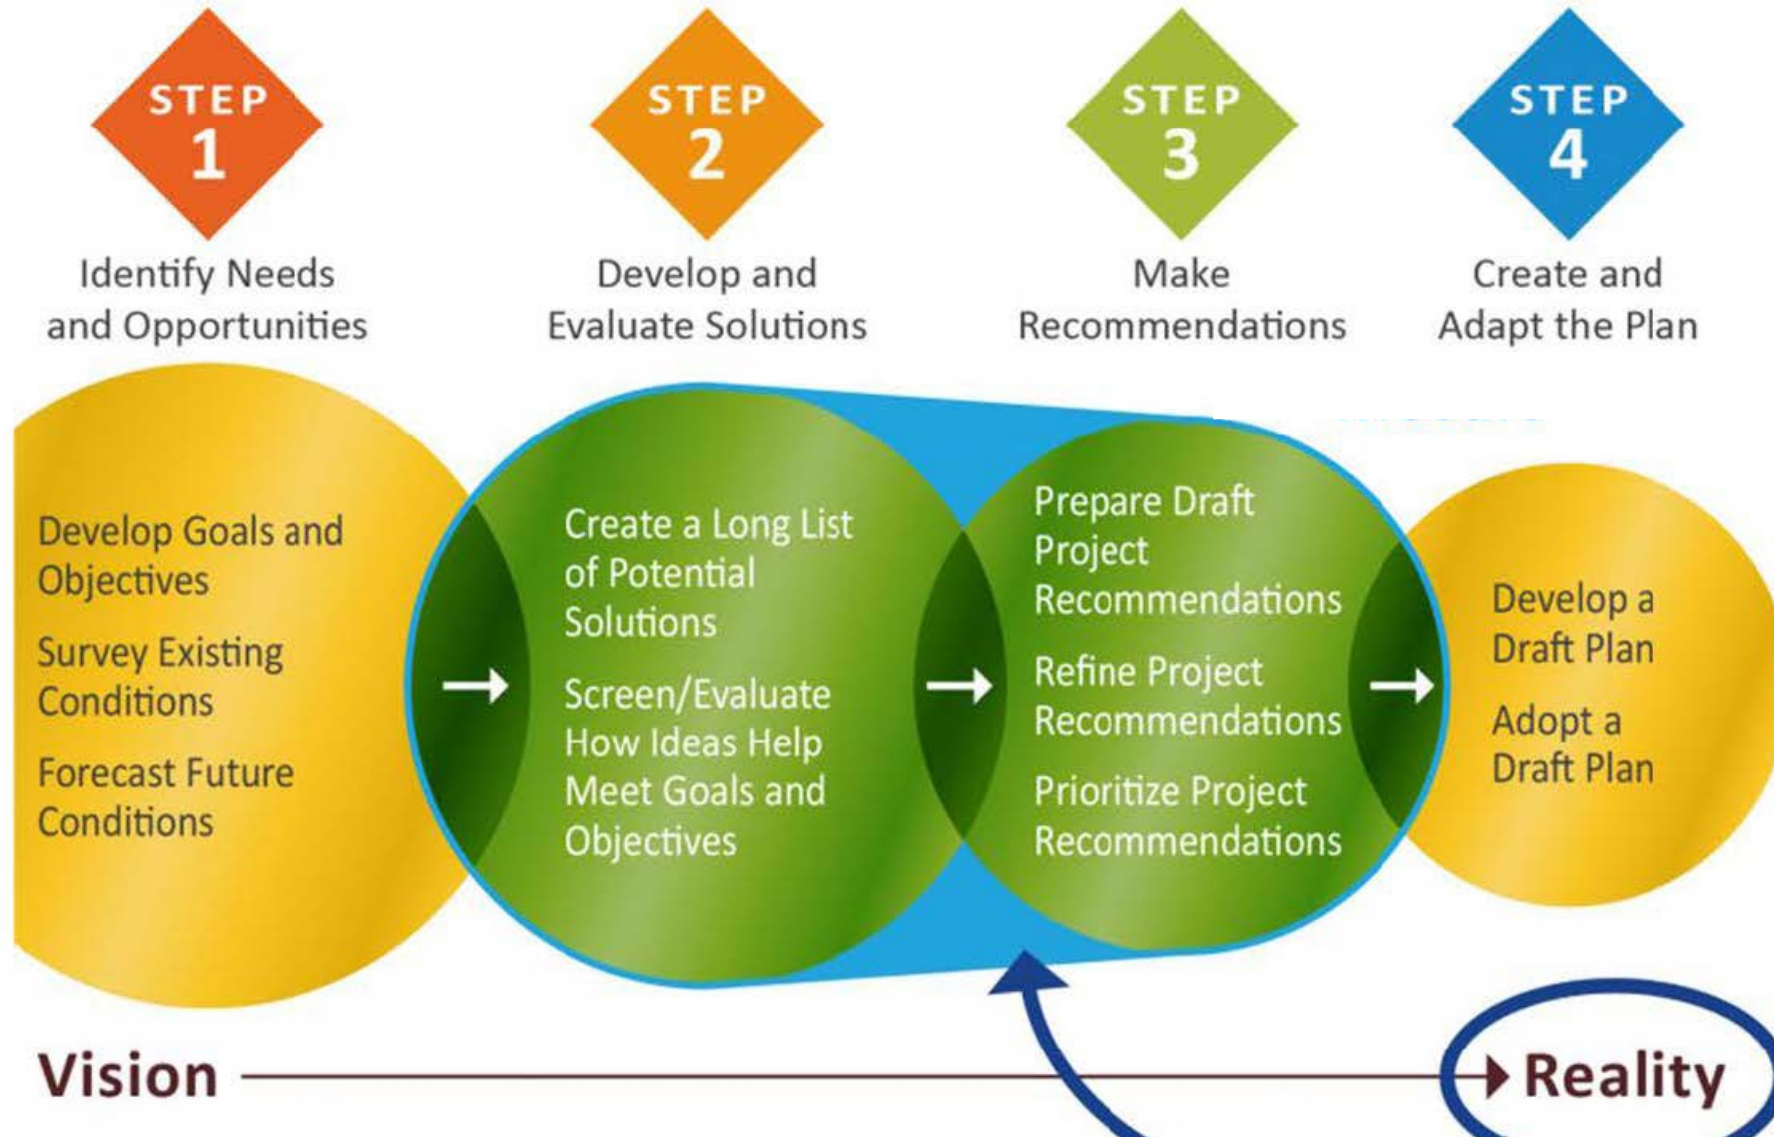 STEP
1
Identify Needs
and Opportunities
STEP
2
Develop and
Evaluate Solutions
STEP
3
Make
Recommendations
STEP
4
Create and
Adapt the Plan
Develop Goals and
Objectives
Survey Existing
Conditions
Forecast Future
Conditions
Create a Long List
of Potential
Solutions
Screen/Evaluate
How Ideas Help
Meet Goals and
Objectives
Prepare Draft
Project
Recommendations
Refine Project
Recommendations
Prioritize Project
Recommendations
Develop a
Draft Plan
Adopt a
Draft Plan
Vision
Reality